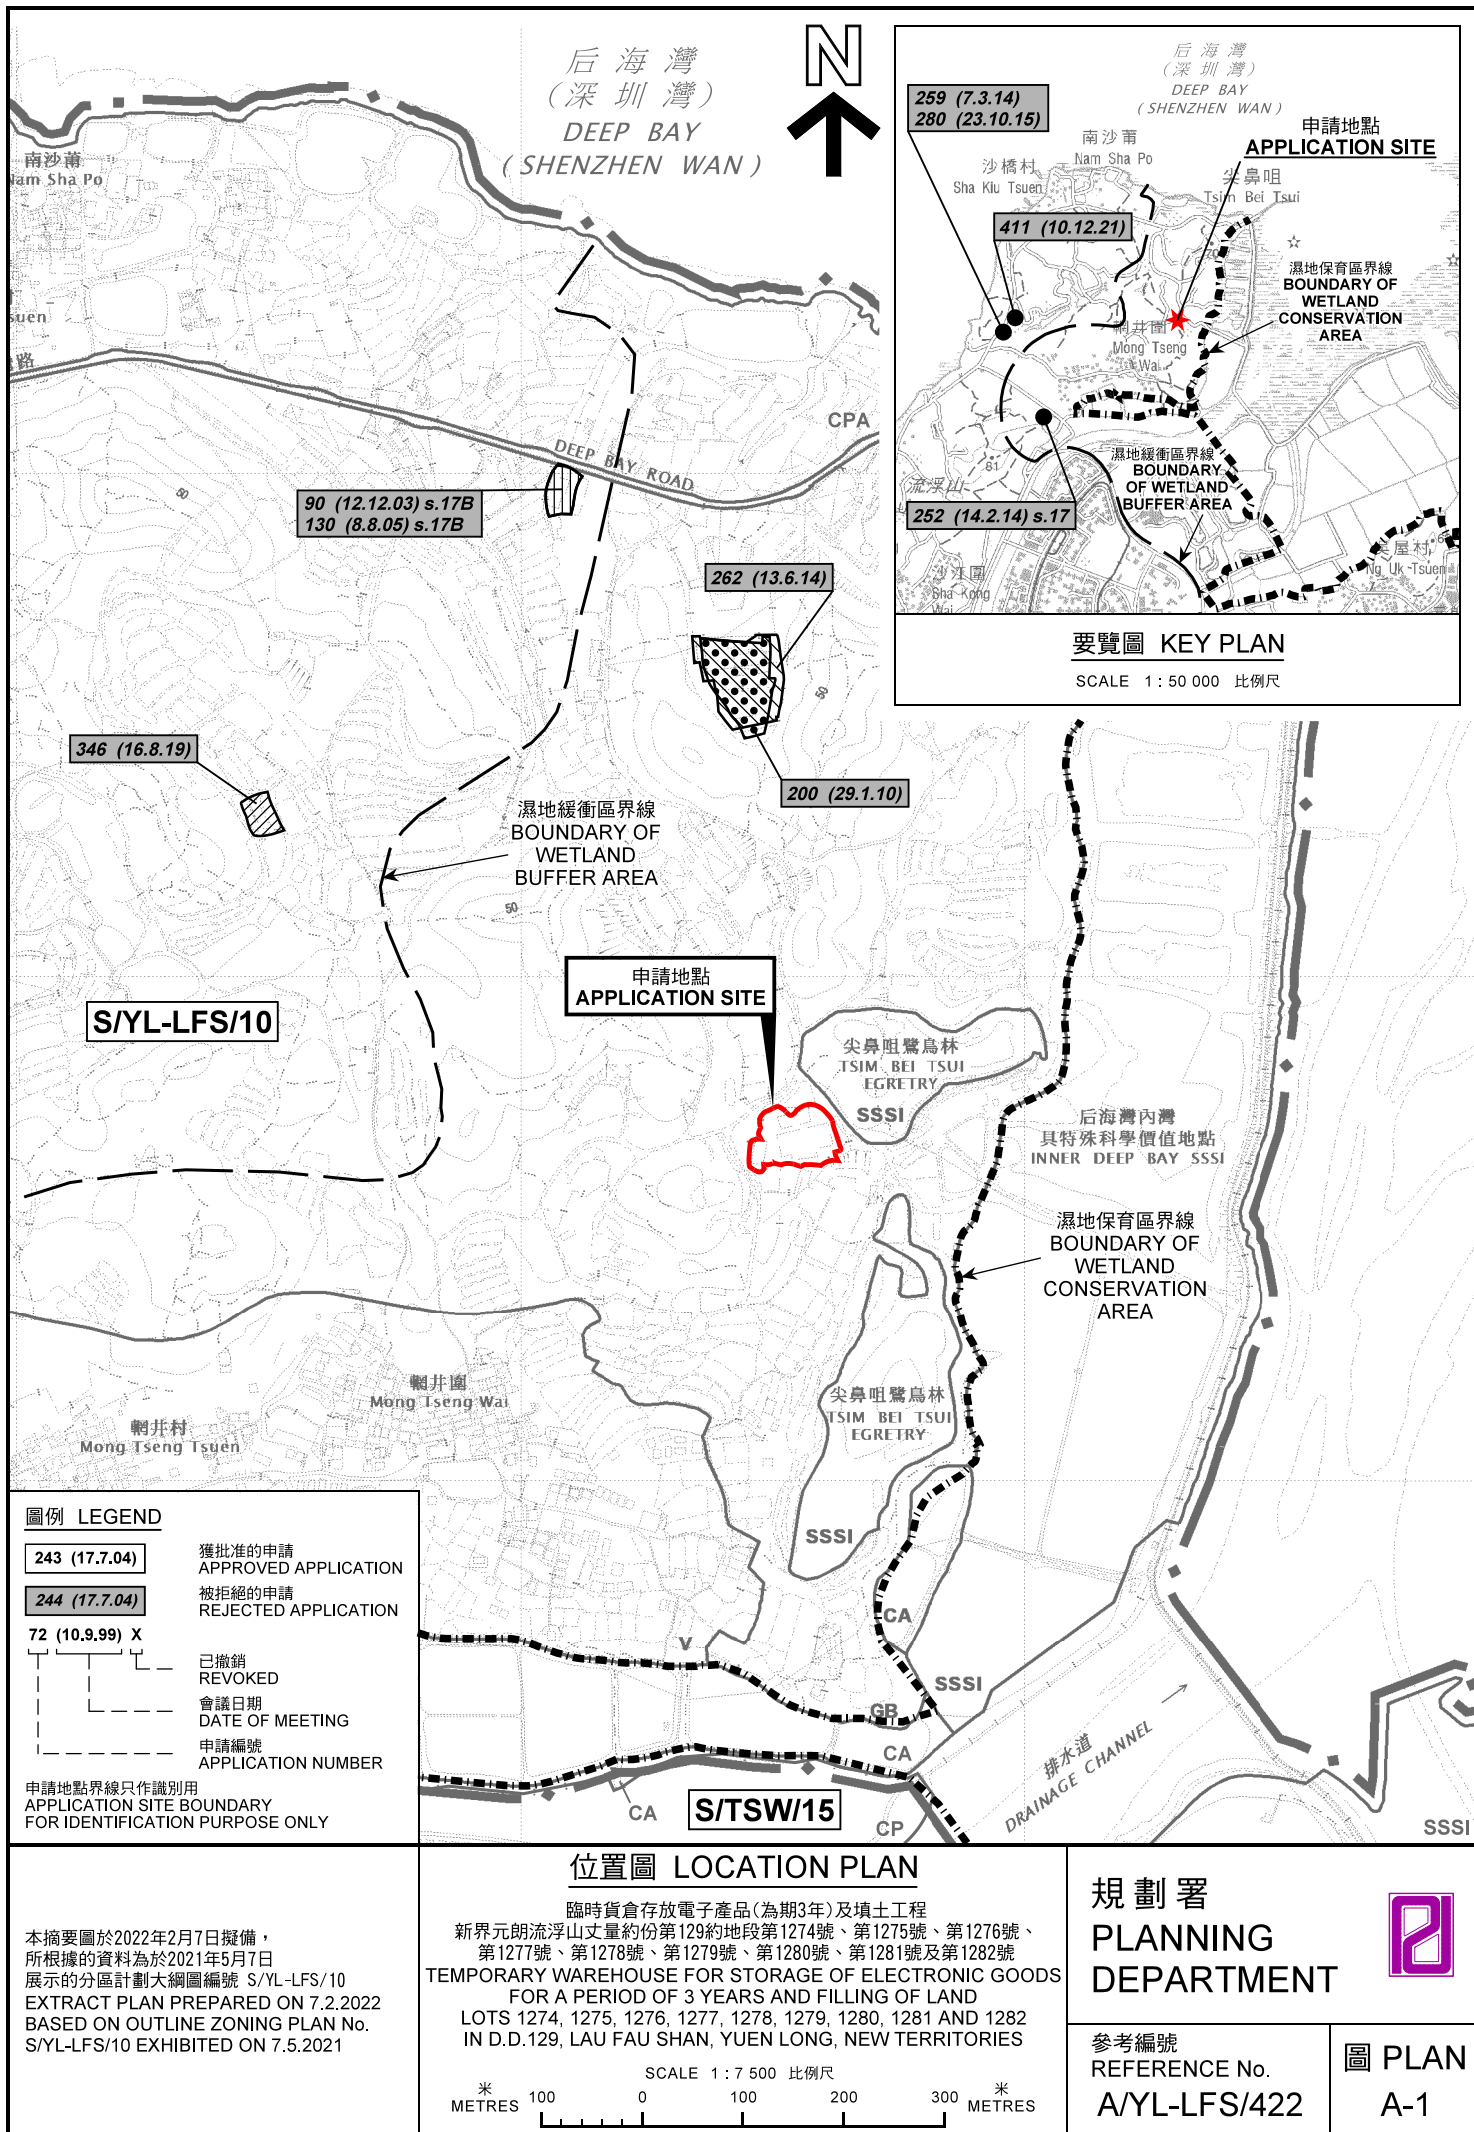 后海灣
(深圳灣)
DEEP BAY
(SHENZHEN WAN)
N
南沙莆
Nam Sha Po
suen
路
DEEP BAY ROAD
CPA
90 (12.12.03) s.17B
130 (8.8.05) s.17B
262 (13.6.14)
200 (29.1.10)
346 (16.8.19)
50
50
50
濕地緩衝區界線
BOUNDARY OF
WETLAND
BUFFER AREA
S/YL-LFS/10
申請地點
APPLICATION SITE
尖鼻咀鷺鳥林
TSIM BEI TSUI
EGRETRY
SSSI
后海灣內灣
具特殊科學價值地點
INNER DEEP BAY SSSI
濕地保育區界線
BOUNDARY OF
WETLAND
CONSERVATION
AREA
尖鼻咀鷺鳥林
TSIM BEI TSUI
EGRETRY
SSSI
輞井圍
Mong Tseng Wai
輞井村
Mong Tseng Tsuen
V
CA
SSSI
GB
CA
CA
S/TSW/15
CP
排水道
DRAINAGE CHANNEL
SSSI
后海灣
(深圳灣)
DEEP BAY
(SHENZHEN WAN)
259 (7.3.14)
280 (23.10.15)
申請地點
APPLICATION SITE
南沙莆
Nam Sha Po
沙橋村
Sha Kiu Tsuen
尖鼻咀
Tsim Bei Tsui
411 (10.12.21)
濕地保育區界線
BOUNDARY OF
WETLAND
CONSERVATION
AREA
輞井圍
Mong Tseng
Wai
81
流浮山
濕地緩衝區界線
BOUNDARY
OF WETLAND
BUFFER AREA
252 (14.2.14) s.17
沙江圍
Sha Kong
Wai
吳屋村
Ng Uk Tsuen
要覽圖 KEY PLAN
SCALE 1 : 50 000 比例尺
圖例 LEGEND
243 (17.7.04)
獲批准的申請
APPROVED APPLICATION
244 (17.7.04)
被拒絕的申請
REJECTED APPLICATION
72 (10.9.99) X
已撤銷
REVOKED
會議日期
DATE OF MEETING
申請編號
APPLICATION NUMBER
申請地點界線只作識別用
APPLICATION SITE BOUNDARY
FOR IDENTIFICATION PURPOSE ONLY
本摘要圖於2022年2月7日擬備，
所根據的資料為於2021年5月7日
展示的分區計劃大綱圖編號 S/YL-LFS/10
EXTRACT PLAN PREPARED ON 7.2.2022
BASED ON OUTLINE ZONING PLAN No.
S/YL-LFS/10 EXHIBITED ON 7.5.2021
位置圖 LOCATION PLAN
臨時貨倉存放電子產品(為期3年)及填土工程
新界元朗流浮山丈量約份第129約地段第1274號、第1275號、第1276號、
第1277號、第1278號、第1279號、第1280號、第1281號及第1282號
TEMPORARY WAREHOUSE FOR STORAGE OF ELECTRONIC GOODS
FOR A PERIOD OF 3 YEARS AND FILLING OF LAND
LOTS 1274, 1275, 1276, 1277, 1278, 1279, 1280, 1281 AND 1282
IN D.D.129, LAU FAU SHAN, YUEN LONG, NEW TERRITORIES
SCALE 1 : 7 500 比例尺
米 METRES 100 0 100 200 300 米 METRES
規劃署
PLANNING
DEPARTMENT
參考編號
REFERENCE No.
A/YL-LFS/422
圖 PLAN
A-1